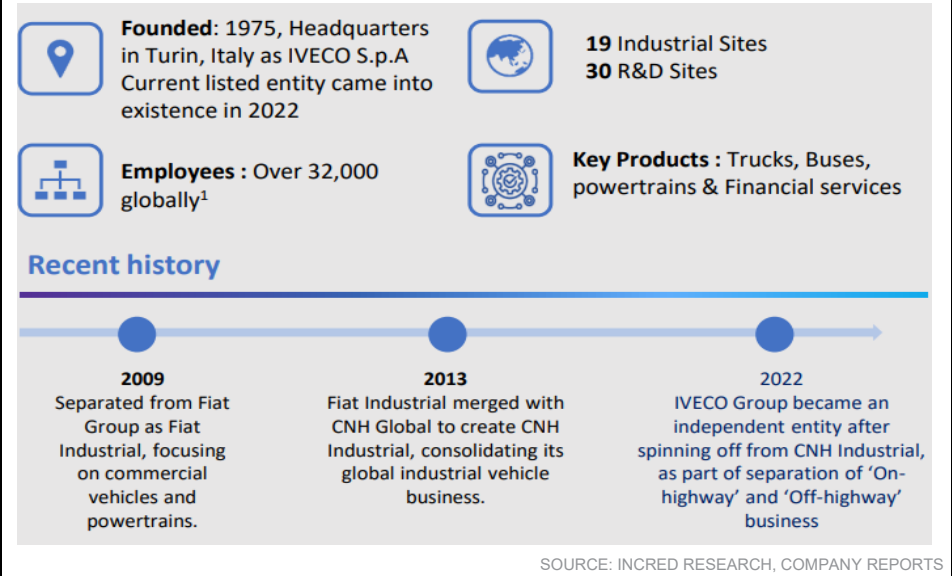 Founded: 1975, Headquarters
in Turin, Italy as IVECO S.p.A
Current listed entity came into
existence in 2022
19 Industrial Sites
30 R&D Sites
Employees : Over 32,000
globally¹
Key Products : Trucks, Buses,
powertrains & Financial services
Recent history
2009
Separated from Fiat
Group as Fiat
Industrial, focusing
on commercial
vehicles and
powertrains.
2013
Fiat Industrial merged with
CNH Global to create CNH
Industrial, consolidating its
global industrial vehicle
business.
2022
IVECO Group became an
independent entity after
spinning off from CNH Industrial,
as part of separation of ‘On-
highway’ and ‘Off-highway’
business
SOURCE: INCRED RESEARCH, COMPANY REPORTS